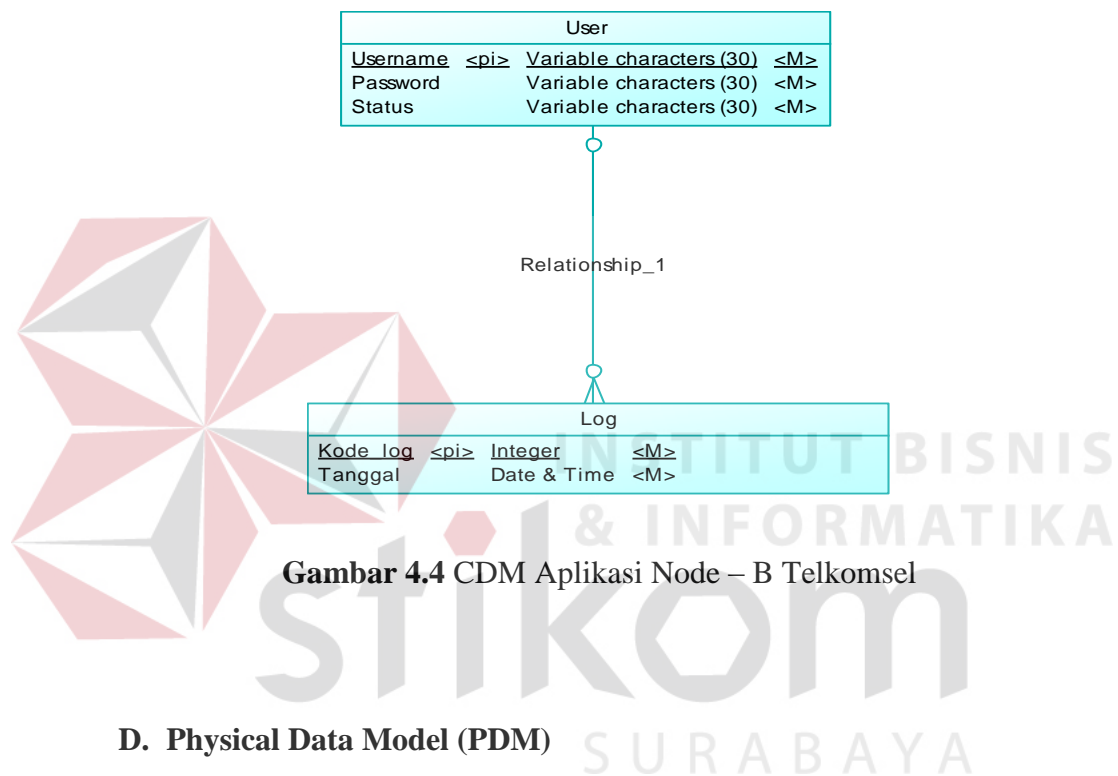 User
Username <pi> Variable characters (30) <M>
Password Variable characters (30) <M>
Status Variable characters (30) <M>
Relationship_1
Log
Kode_log <pi> Integer <M>
Tanggal Date & Time <M>
INSTITUT BISNIS
& INFORMATIKA
Gambar 4.4 CDM Aplikasi Node – B Telkomsel
stikom
D. Physical Data Model (PDM)
SURABAYA